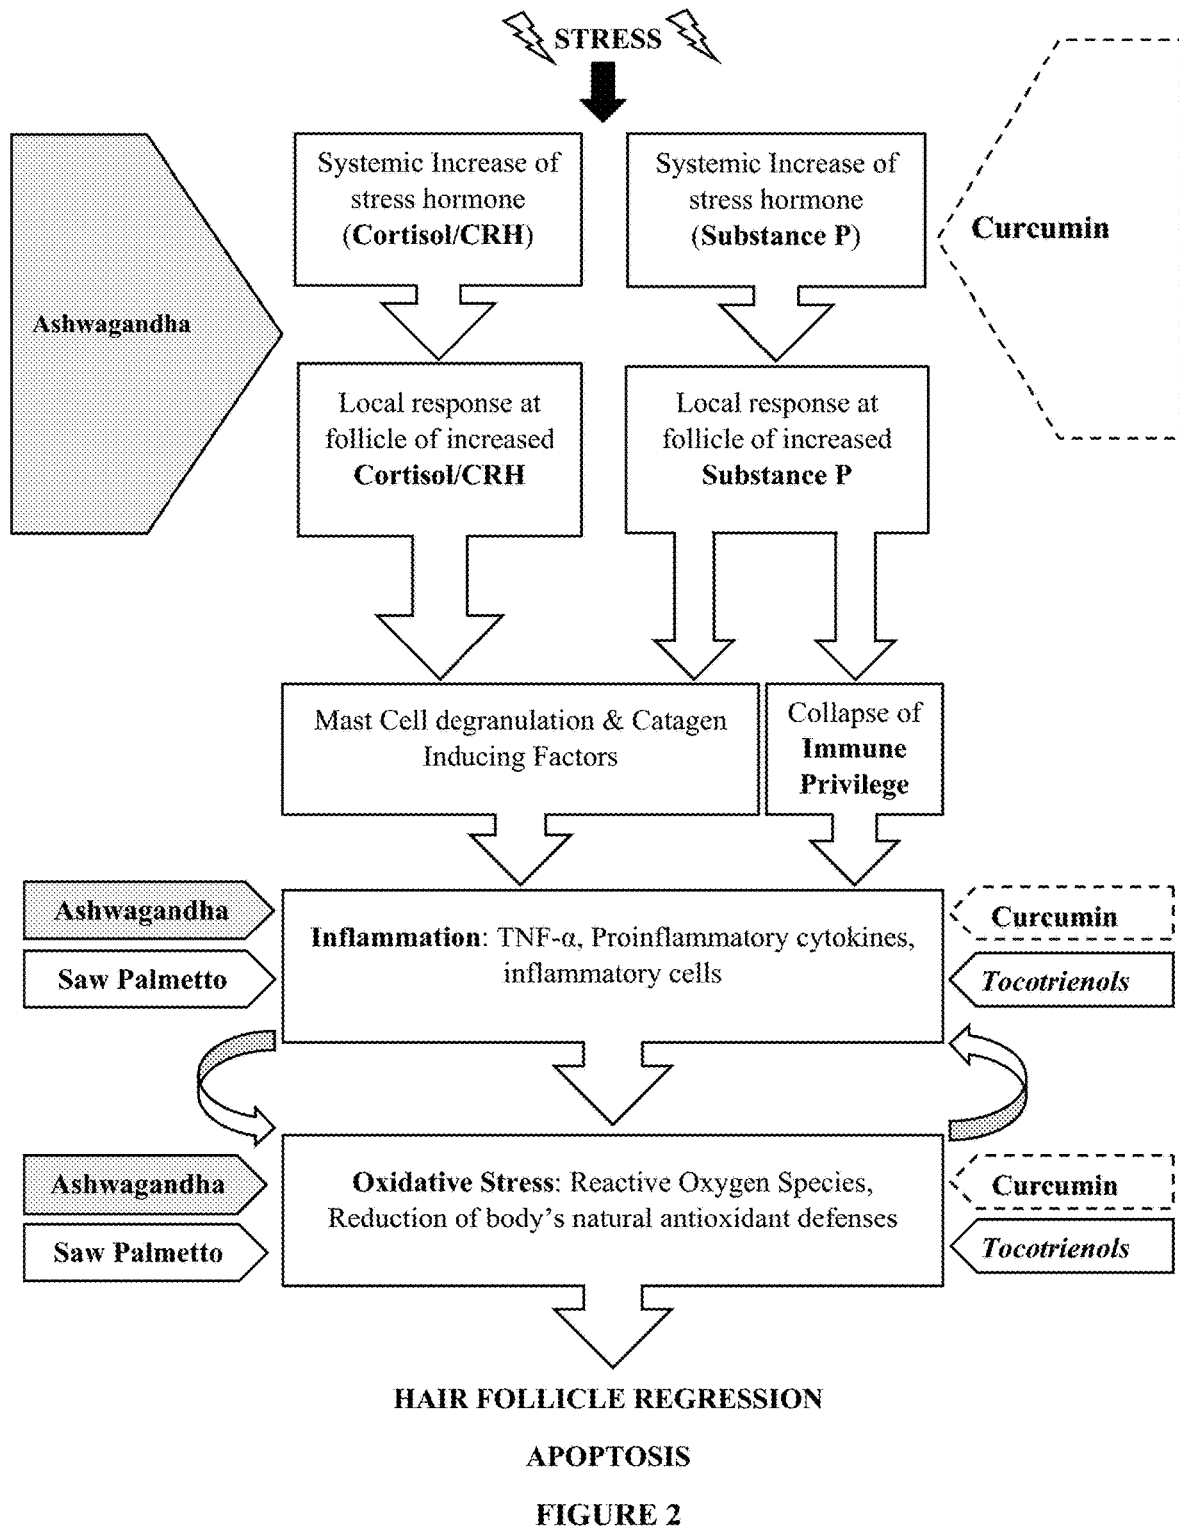 STRESS
Systemic Increase of
stress hormone
(Cortisol/CRH)
Systemic Increase of
stress hormone
(Substance P)
Curcumin
Ashwagandha
Local response at
follicle of increased
Cortisol/CRH
Local response at
follicle of increased
Substance P
Mast Cell degranulation & Catagen
Inducing Factors
Collapse of
Immune
Privilege
Ashwagandha
Saw Palmetto
Inflammation: TNF-α, Proinflammatory cytokines,
inflammatory cells
Curcumin
Tocotrienols
Ashwagandha
Saw Palmetto
Oxidative Stress: Reactive Oxygen Species,
Reduction of body's natural antioxidant defenses
Curcumin
Tocotrienols
HAIR FOLLICLE REGRESSION
APOPTOSIS
FIGURE 2